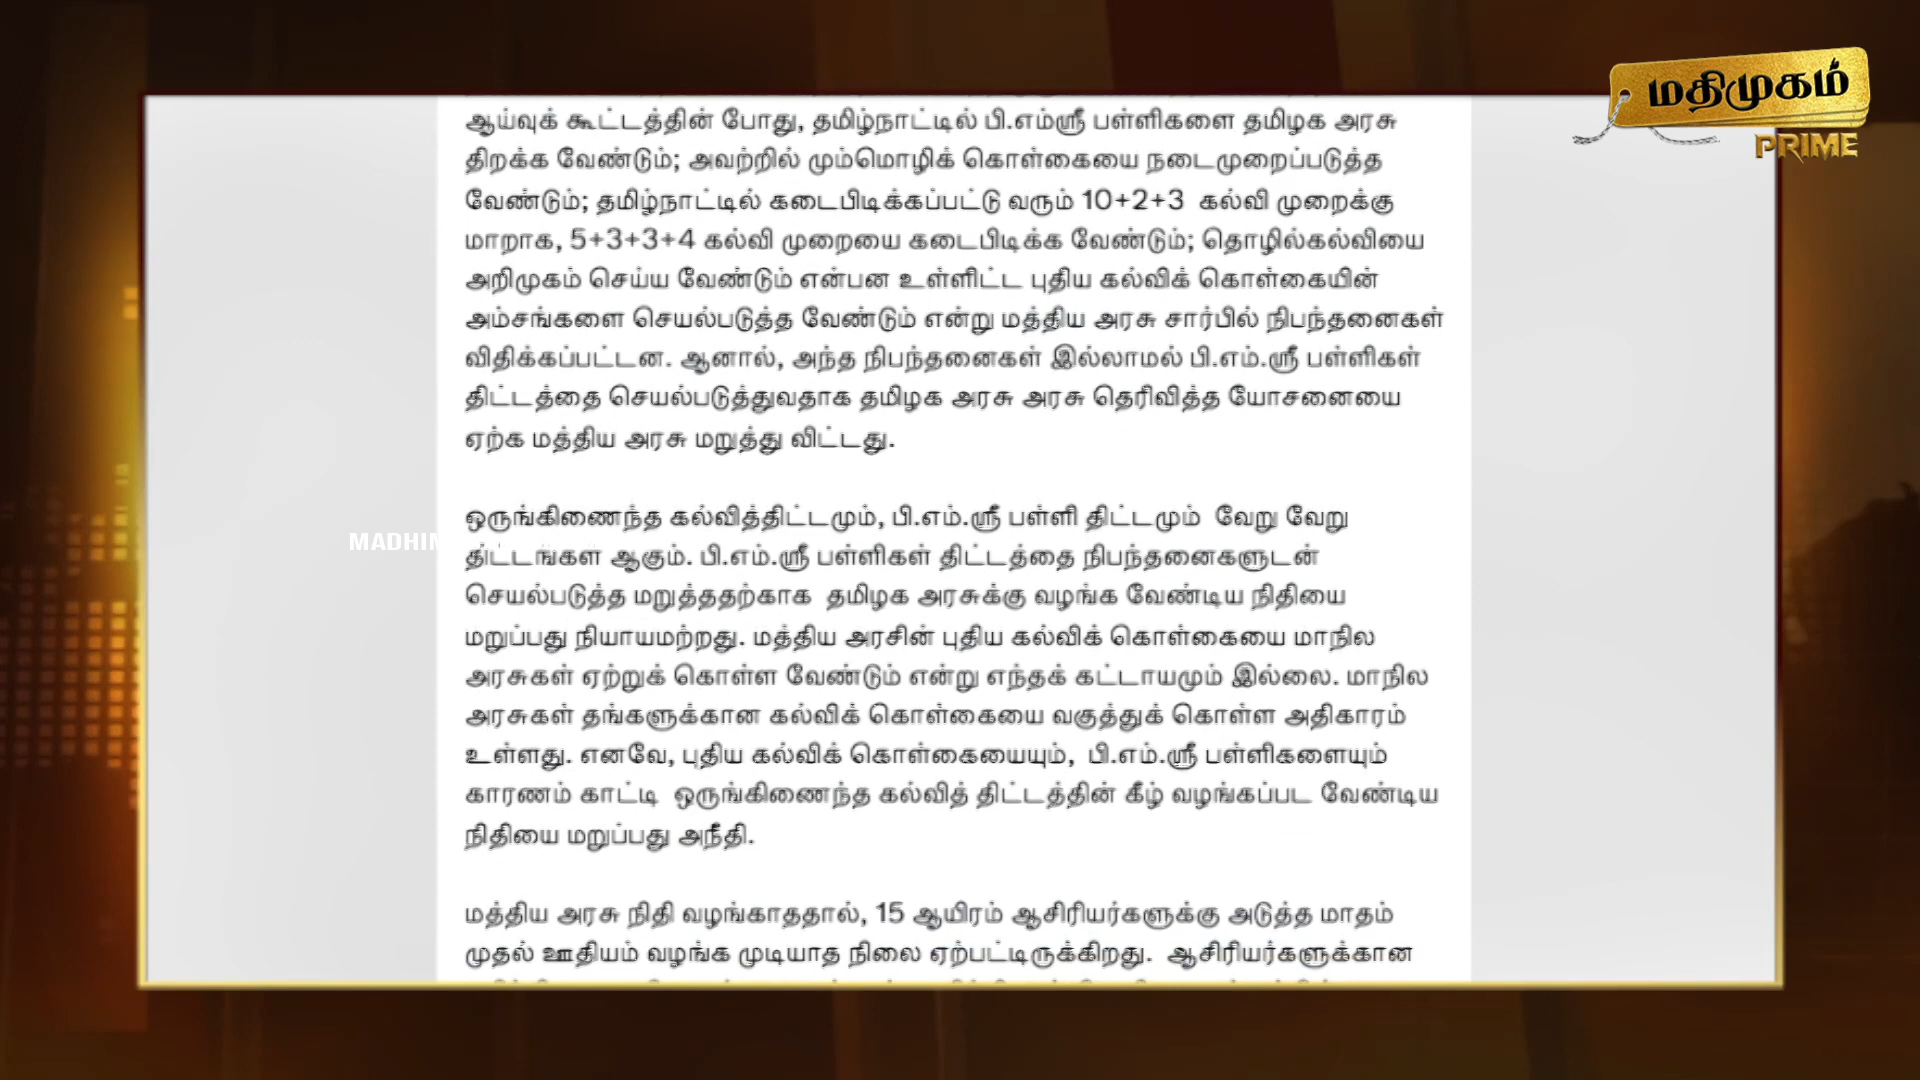 மதிமுகம்
PRIME
ஆய்வுக் கூட்டத்தின் போது, தமிழ்நாட்டில் பி.எம்ஸ்ரீ பள்ளிகளை தமிழக அரசு
திறக்க வேண்டும்; அவற்றில் மும்மொழிக் கொள்கையை நடைமுறைப்படுத்த
வேண்டும்; தமிழ்நாட்டில் கடைபிடிக்கப்பட்டு வரும் 10+2+3 கல்வி முறைக்கு
மாறாக, 5+3+3+4 கல்வி முறையை கடைபிடிக்க வேண்டும்; தொழில்கல்வியை
அறிமுகம் செய்ய வேண்டும் என்பன உள்ளிட்ட புதிய கல்விக் கொள்கையின்
அம்சங்களை செயல்படுத்த வேண்டும் என்று மத்திய அரசு சார்பில் நிபந்தனைகள்
விதிக்கப்பட்டன. ஆனால், அந்த நிபந்தனைகள் இல்லாமல் பி.எம்.ஸ்ரீ பள்ளிகள்
திட்டத்தை செயல்படுத்துவதாக தமிழக அரசு அரசு தெரிவித்த யோசனையை
ஏற்க மத்திய அரசு மறுத்து விட்டது.
ஒருங்கிணைந்த கல்வித்திட்டமும், பி.எம்.ஸ்ரீ பள்ளி திட்டமும் வேறு வேறு
MADHIM
திட்டங்கள் ஆகும். பி.எம்.ஸ்ரீ பள்ளிகள் திட்டத்தை நிபந்தனைகளுடன்
செயல்படுத்த மறுத்ததற்காக தமிழக அரசுக்கு வழங்க வேண்டிய நிதியை
மறுப்பது நியாயமற்றது. மத்திய அரசின் புதிய கல்விக் கொள்கையை மாநில
அரசுகள் ஏற்றுக் கொள்ள வேண்டும் என்று எந்தக் கட்டாயமும் இல்லை. மாநில
அரசுகள் தங்களுக்கான கல்விக் கொள்கையை வகுத்துக் கொள்ள அதிகாரம்
உள்ளது. எனவே, புதிய கல்விக் கொள்கையையும், பி.எம்.ஸ்ரீ பள்ளிகளையும்
காரணம் காட்டி ஒருங்கிணைந்த கல்வித் திட்டத்தின் கீழ் வழங்கப்பட வேண்டிய
நிதியை மறுப்பது அநீதி.
மத்திய அரசு நிதி வழங்காததால், 15 ஆயிரம் ஆசிரியர்களுக்கு அடுத்த மாதம்
முதல் ஊதியம் வழங்க முடியாத நிலை ஏற்பட்டிருக்கிறது. ஆசிரியர்களுக்கான